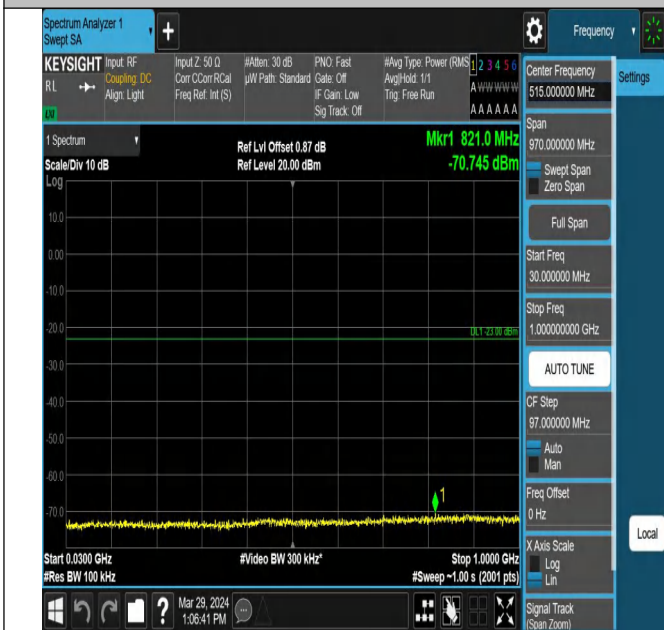 Spectrum Analyzer 1
Swept SA
+
Frequency
KEYSIGHT
RL
LXI
Input: RF
Coupling: DC
Align: Light
Input Z: 50 Ω
Corr CCorr RCal
Freq Ref: Int (S)
#Atten: 30 dB
µW Path: Standard
PNO: Fast
Gate: Off
IF Gain: Low
Sig Track: Off
#Avg Type: Power (RMS
Avg|Hold: 1/1
Trig: Free Run
1 2 3 4 5 6
A W W W W W
A A A A A A
1 Spectrum
Scale/Div 10 dB
Log
Ref Lvl Offset 0.87 dB
Ref Level 20.00 dBm
Mkr1 821.0 MHz
-70.745 dBm
10.0
0.00
-10.0
-20.0
DL1 -23.00 dBm
-30.0
-40.0
-50.0
-60.0
1
-70.0
Start 0.0300 GHz
#Res BW 100 kHz
#Video BW 300 kHz*
Stop 1.0000 GHz
#Sweep ~1.00 s (2001 pts)
Center Frequency
515.000000 MHz
Settings
Span
970.000000 MHz
Swept Span
Zero Span
Full Span
Start Freq
30.000000 MHz
Stop Freq
1.000000000 GHz
AUTO TUNE
CF Step
97.000000 MHz
Auto
Man
Freq Offset
0 Hz
Local
X Axis Scale
Log
Lin
Signal Track
(Span Zoom)
?
Mar 29, 2024
1:06:41 PM